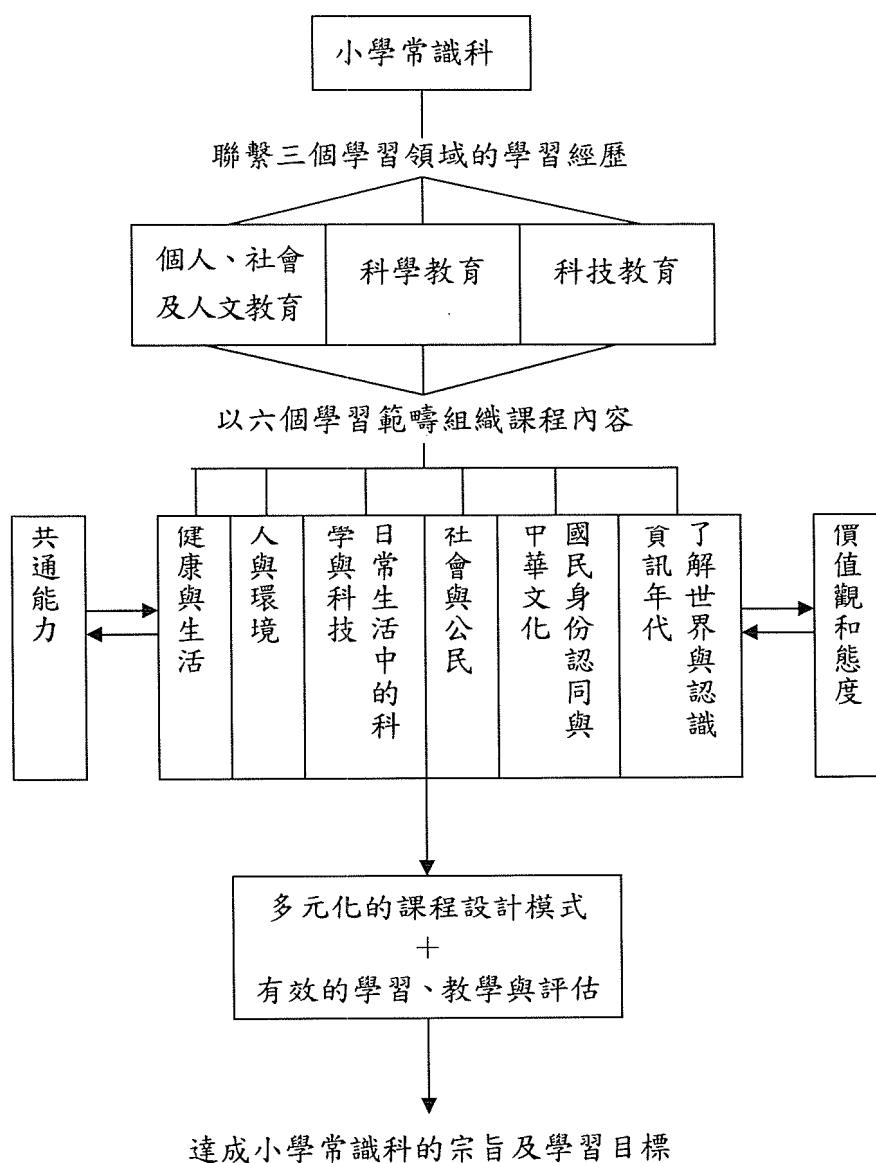 小學常識科
聯繫三個學習領域的學習經歷
個人、社會
及人文教育
科學教育
科技教育
以六個學習範疇組織課程內容
共通能力
健康與生活
人與環境
日常生活中的科
學與科技
社會與公民
國民身份認同與
中華文化
了解世界與認識
資訊年代
價值觀和態度
多元化的課程設計模式
+
有效的學習、教學與評估
達成小學常識科的宗旨及學習目標